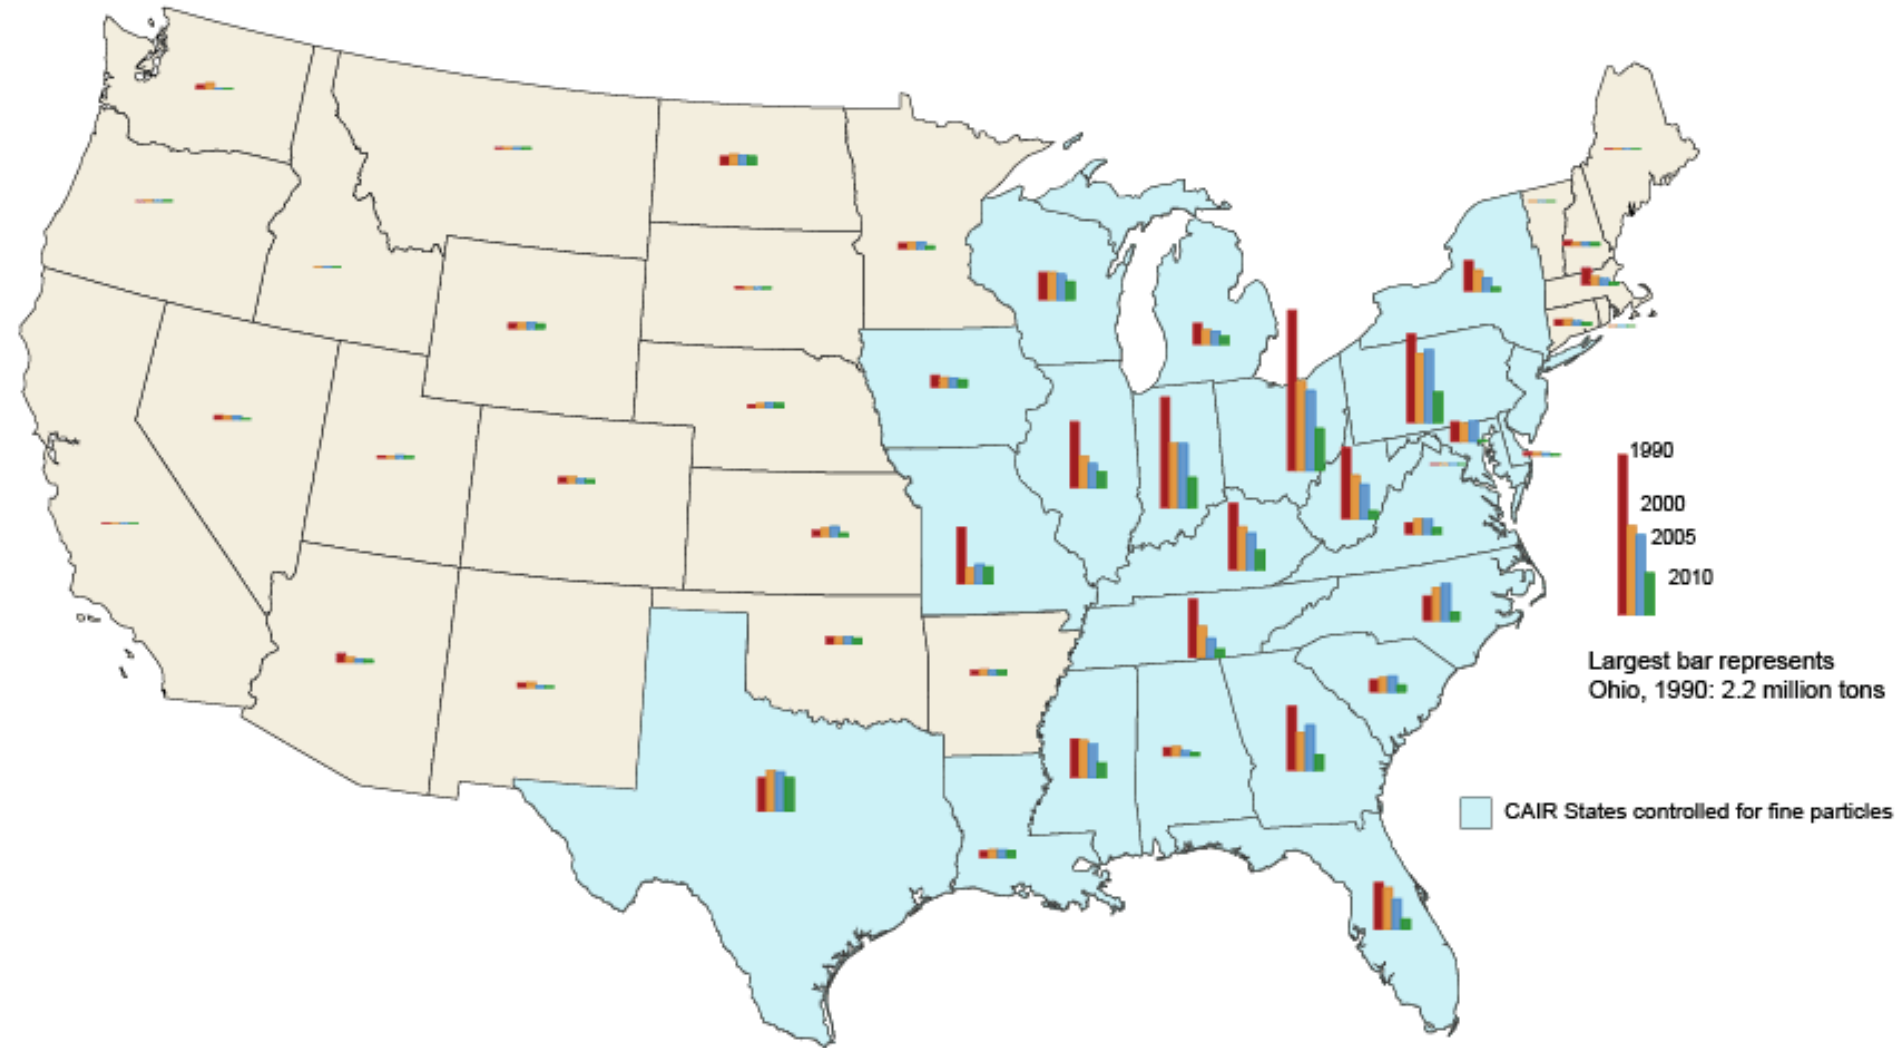 1990
2000
2005
2010
Largest bar represents
Ohio, 1990: 2.2 million tons
CAIR States controlled for fine particles